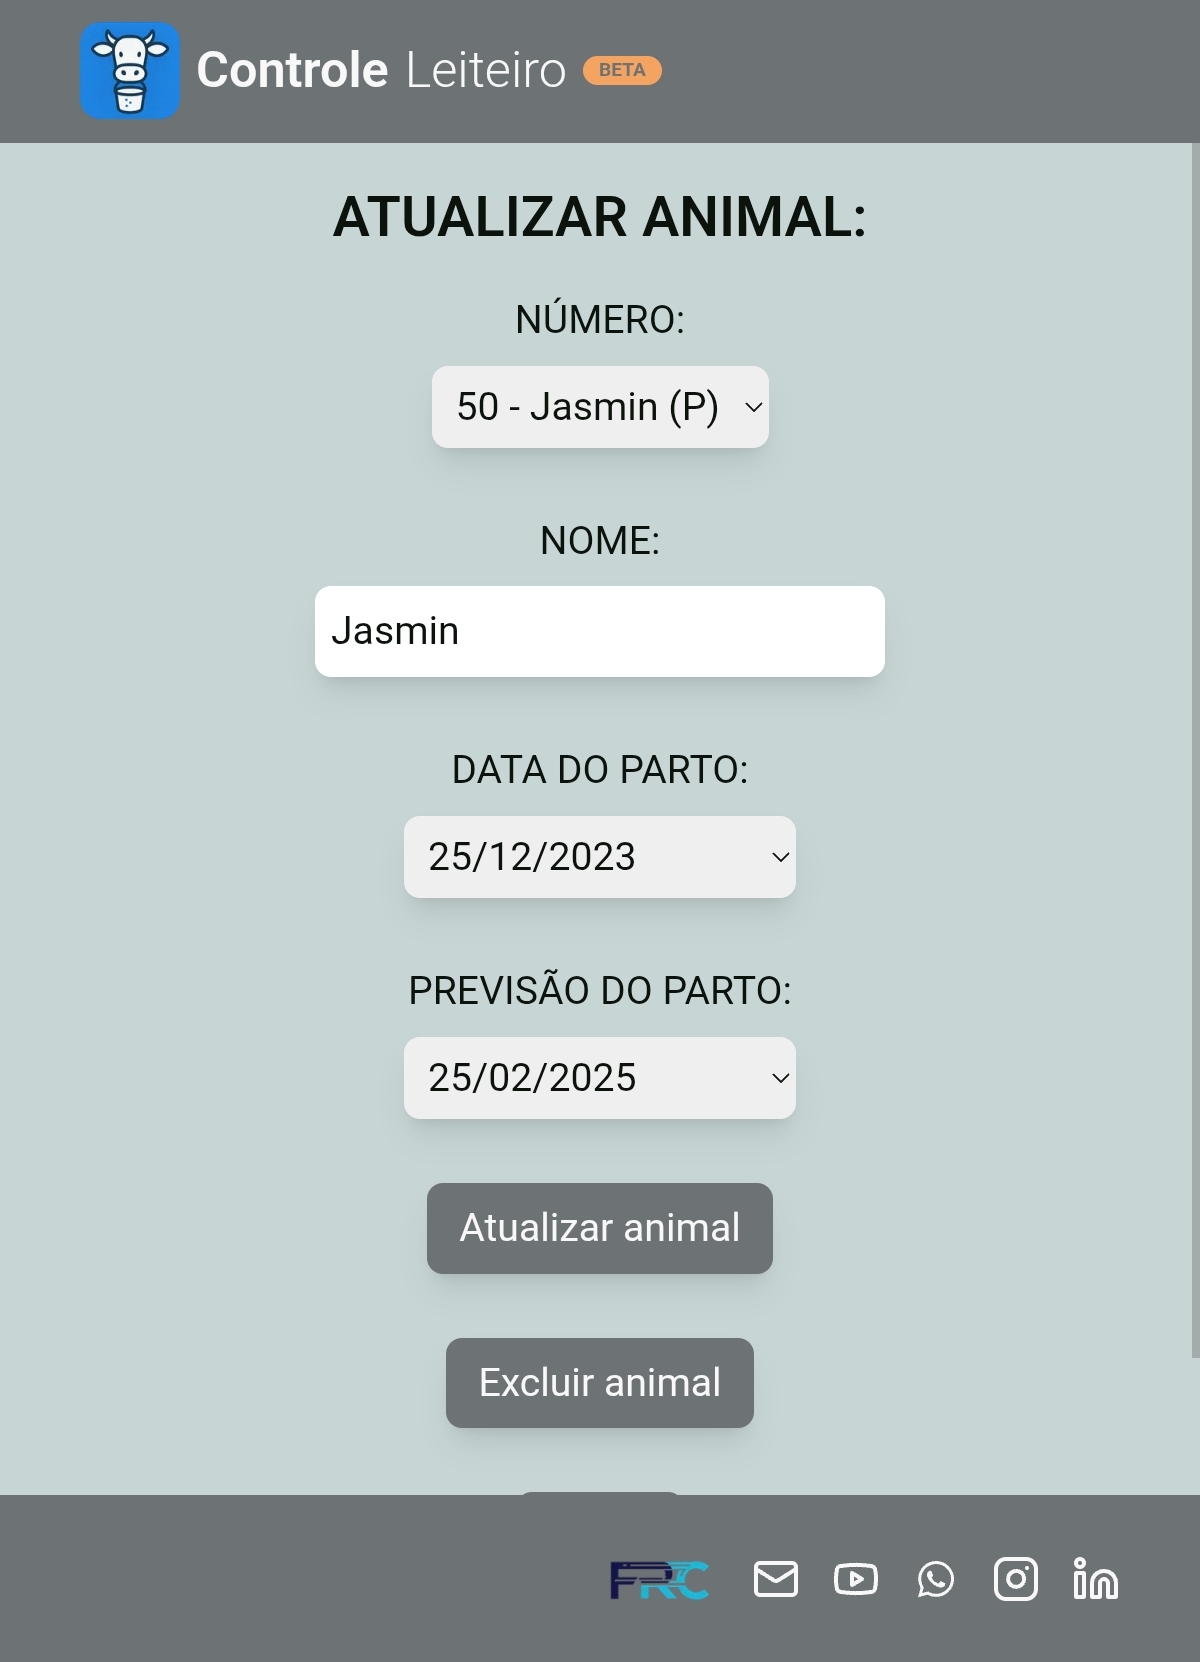 Controle Leiteiro BETA
ATUALIZAR ANIMAL:
NÚMERO:
50 - Jasmin (P)
NOME:
Jasmin
DATA DO PARTO:
25/12/2023
PREVISÃO DO PARTO:
25/02/2025
Atualizar animal
Excluir animal
FRC